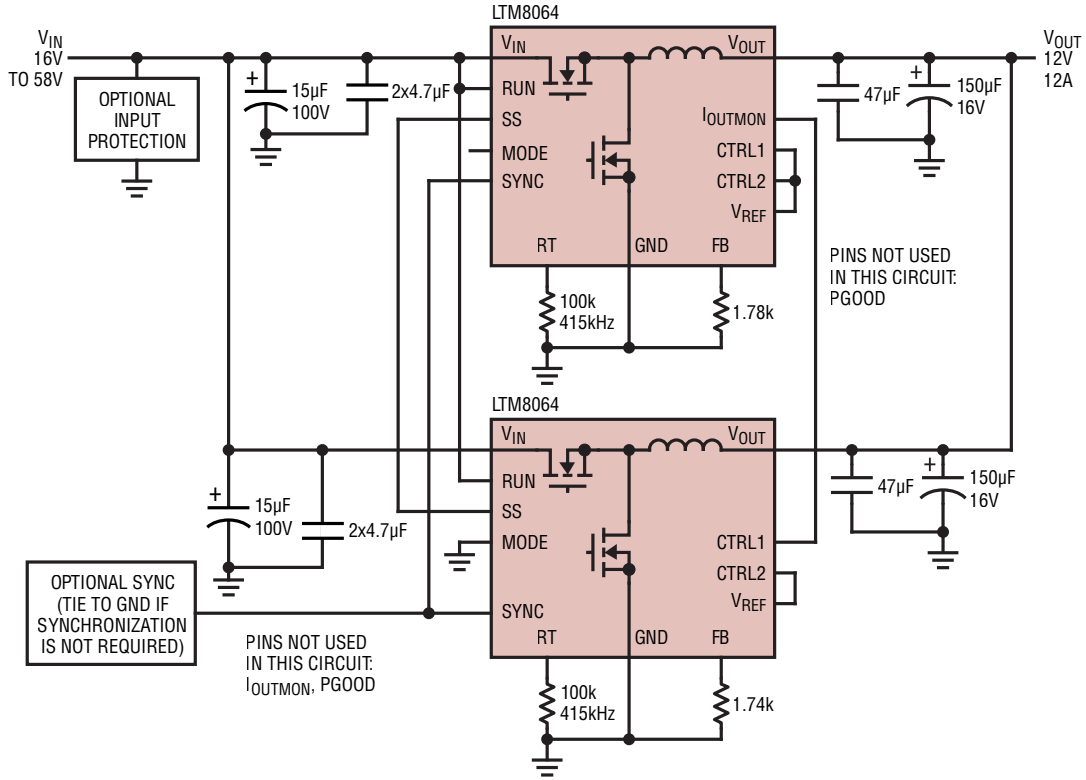 LTM8064
VIN
16V
TO 58V
OPTIONAL
INPUT
PROTECTION
+
15µF
100V
2x4.7µF
VIN
RUN
SS
MODE
SYNC
RT
GND
FB
VOUT
IOUTMON
CTRL1
CTRL2
VREF
47µF
+
150µF
16V
VOUT
12V
12A
PINS NOT USED
IN THIS CIRCUIT:
PGOOD
100k
415kHz
1.78k
LTM8064
VIN
RUN
SS
MODE
SYNC
RT
GND
FB
VOUT
CTRL1
CTRL2
VREF
+
15µF
100V
2x4.7µF
47µF
+
150µF
16V
OPTIONAL SYNC
(TIE TO GND IF
SYNCHRONIZATION
IS NOT REQUIRED)
PINS NOT USED
IN THIS CIRCUIT:
IOUTMON, PGOOD
100k
415kHz
1.74k